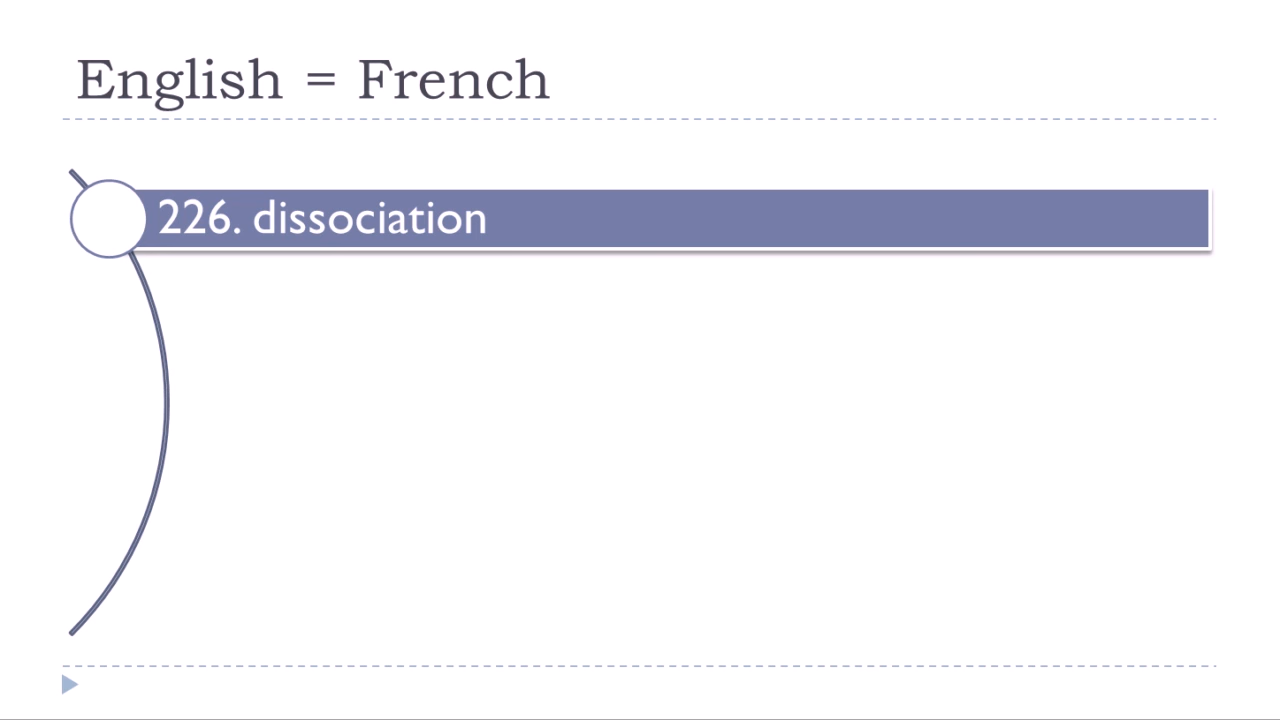 English = French
226. dissociation